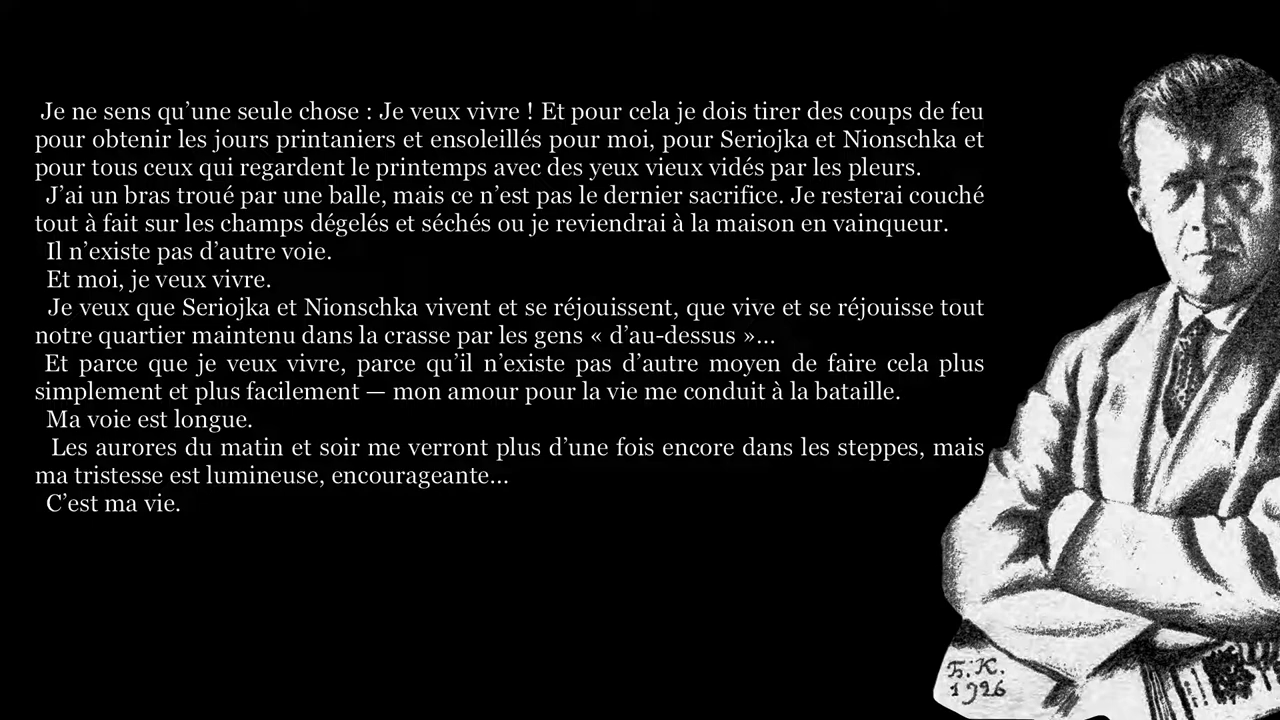 Je ne sens qu’une seule chose : Je veux vivre ! Et pour cela je dois tirer des coups de feu
pour obtenir les jours printaniers et ensoleillés pour moi, pour Seriojka et Nionschka et
pour tous ceux qui regardent le printemps avec des yeux vieux vidés par les pleurs.
J’ai un bras troué par une balle, mais ce n’est pas le dernier sacrifice. Je resterai couché
tout à fait sur les champs dégelés et séchés ou je reviendrai à la maison en vainqueur.
Il n’existe pas d’autre voie.
Et moi, je veux vivre.
Je veux que Seriojka et Nionschka vivent et se réjouissent, que vive et se réjouisse tout
notre quartier maintenu dans la crasse par les gens « d’au-dessus »...
Et parce que je veux vivre, parce qu’il n’existe pas d’autre moyen de faire cela plus
simplement et plus facilement — mon amour pour la vie me conduit à la bataille.
Ma voie est longue.
Les aurores du matin et soir me verront plus d’une fois encore dans les steppes, mais
ma tristesse est lumineuse, encourageante...
C’est ma vie.
Б. К.
1926